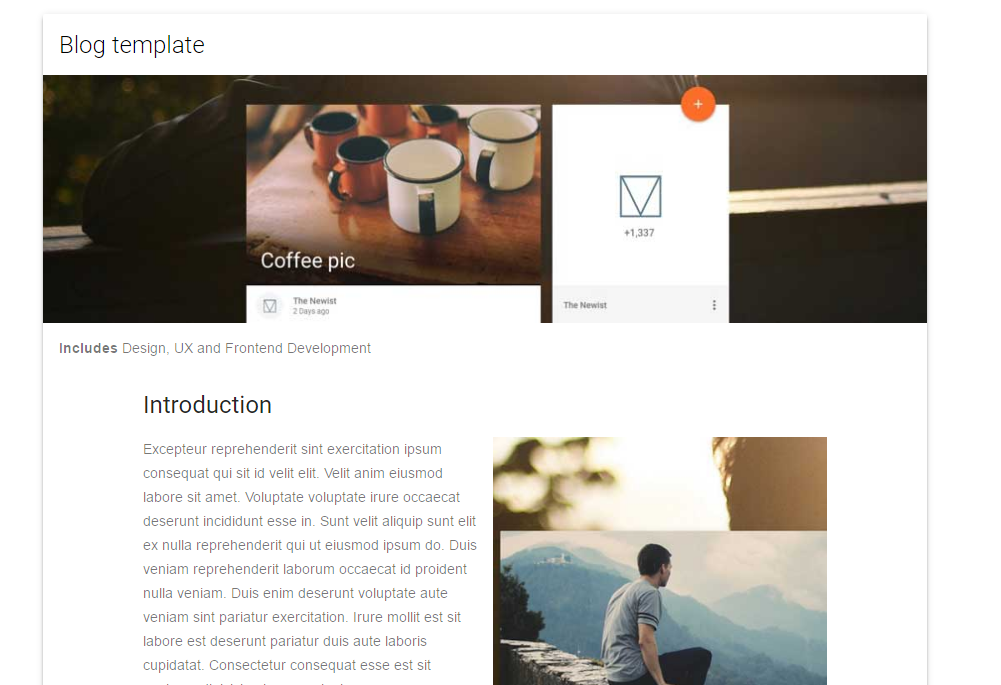 Blog template
+
Coffee pic
+1,337
The Newist
2 Days ago
The Newist
Includes Design, UX and Frontend Development
Introduction
Excepteur reprehenderit sint exercitation ipsum
consequat qui sit id velit elit. Velit anim eiusmod
labore sit amet. Voluptate voluptate irure occaecat
deserunt incididunt esse in. Sunt velit aliquip sunt elit
ex nulla reprehenderit qui ut eiusmod ipsum do. Duis
veniam reprehenderit laborum occaecat id proident
nulla veniam. Duis enim deserunt voluptate aute
veniam sint pariatur exercitation. Irure mollit est sit
labore est deserunt pariatur duis aute laboris
cupidatat. Consectetur consequat esse est sit